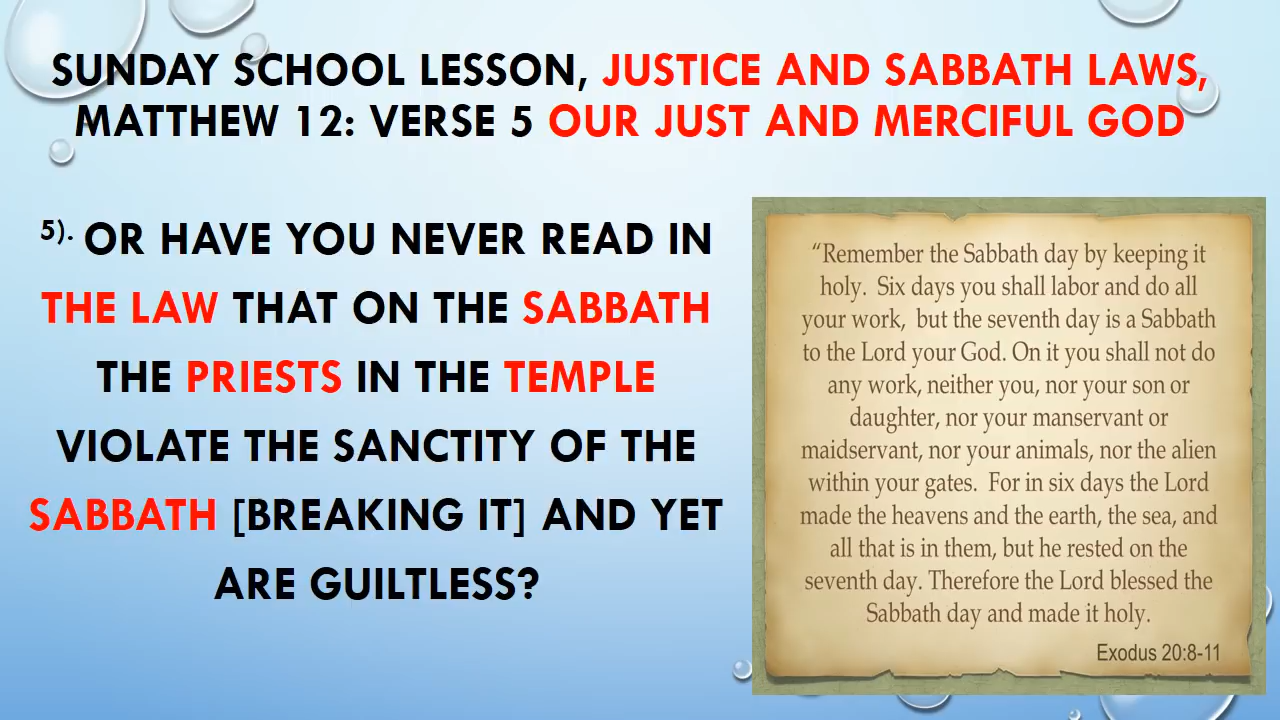 SUNDAY SCHOOL LESSON, JUSTICE AND SABBATH LAWS,
MATTHEW 12: VERSE 5 OUR JUST AND MERCIFUL GOD
5). OR HAVE YOU NEVER READ IN
THE LAW THAT ON THE SABBATH
THE PRIESTS IN THE TEMPLE
VIOLATE THE SANCTITY OF THE
SABBATH [BREAKING IT] AND YET
ARE GUILTLESS?
“Remember the Sabbath day by keeping it
holy. Six days you shall labor and do all
your work, but the seventh day is a Sabbath
to the Lord your God. On it you shall not do
any work, neither you, nor your son or
daughter, nor your manservant or
maidservant, nor your animals, nor the alien
within your gates. For in six days the Lord
made the heavens and the earth, the sea, and
all that is in them, but he rested on the
seventh day. Therefore the Lord blessed the
Sabbath day and made it holy.
Exodus 20:8-11